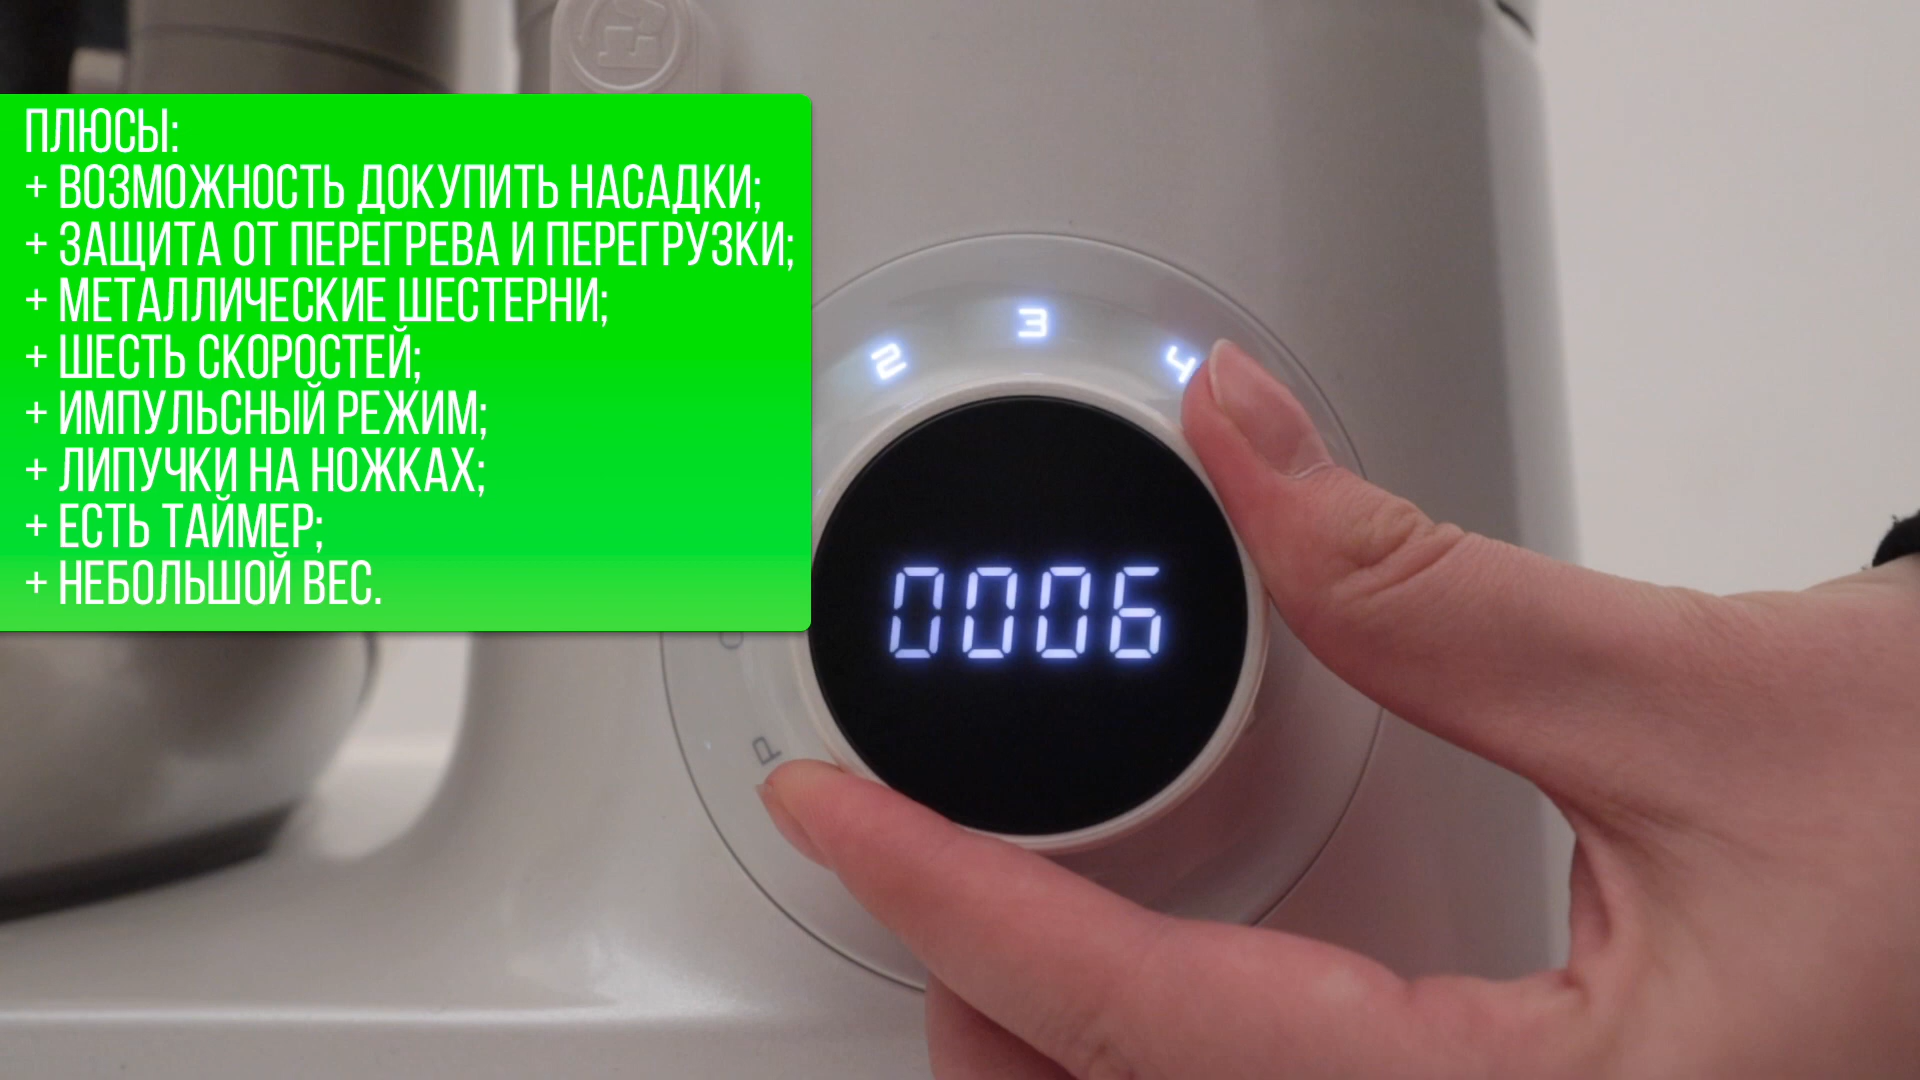 ПЛЮСЫ:
+ ВОЗМОЖНОСТЬ ДОКУПИТЬ НАСАДКИ;
+ ЗАЩИТА ОТ ПЕРЕГРЕВА И ПЕРЕГРУЗКИ;
+ МЕТАЛЛИЧЕСКИЕ ШЕСТЕРНИ;
+ ШЕСТЬ СКОРОСТЕЙ;
+ ИМПУЛЬСНЫЙ РЕЖИМ;
+ ЛИПУЧКИ НА НОЖКАХ;
+ ЕСТЬ ТАЙМЕР;
+ НЕБОЛЬШОЙ ВЕС.
2 3 4
0006
P